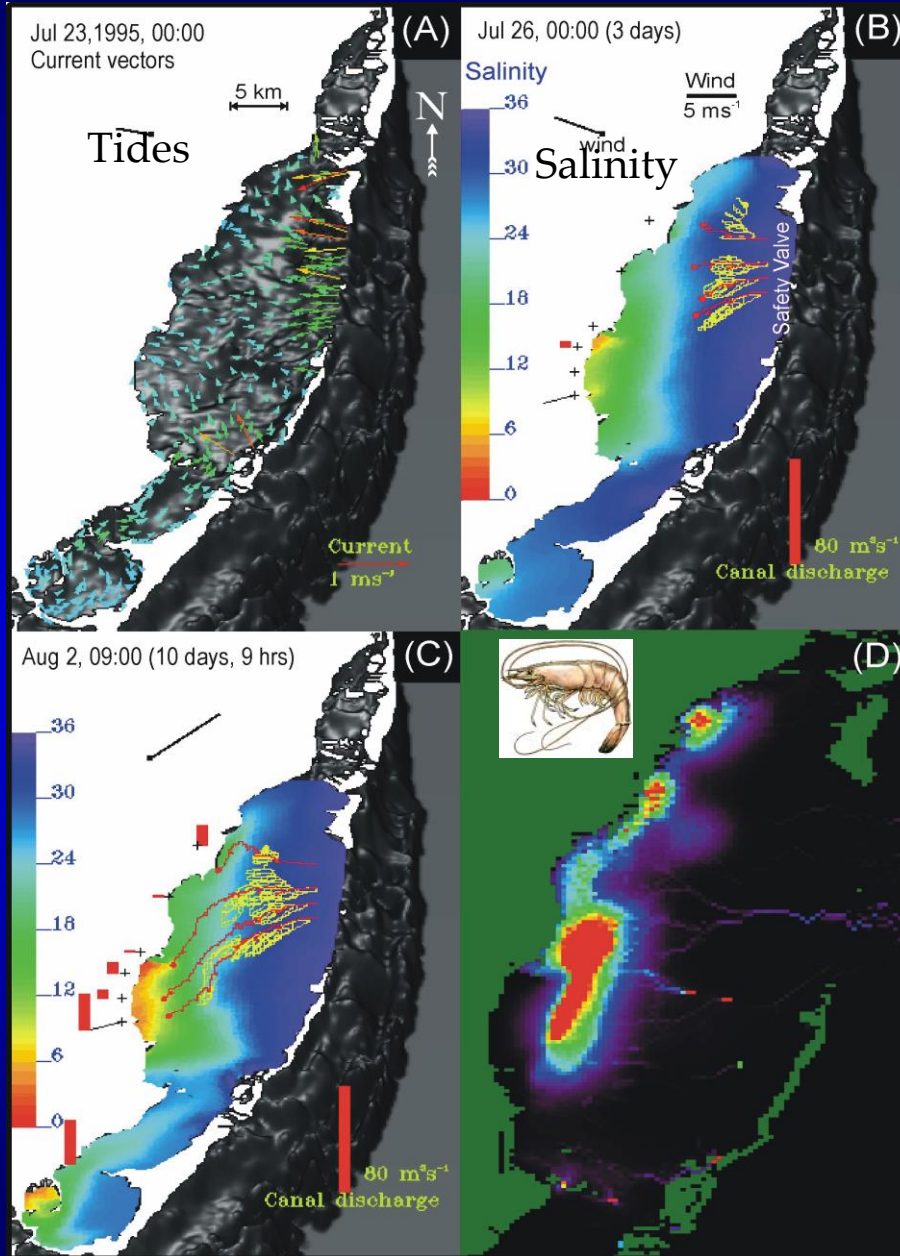 Jul 23,1995, 00:00
Current vectors
(A)
5 km
N
Tides
Current
1 ms⁻¹
Jul 26, 00:00 (3 days)
(B)
Salinity
Wind
5 ms⁻¹
wind
Salinity
36
30
24
18
12
6
0
Safety Valve
80 m³s⁻¹
Canal discharge
Aug 2, 09:00 (10 days, 9 hrs)
(C)
36
30
24
18
12
6
0
80 m³s⁻¹
Canal discharge
(D)